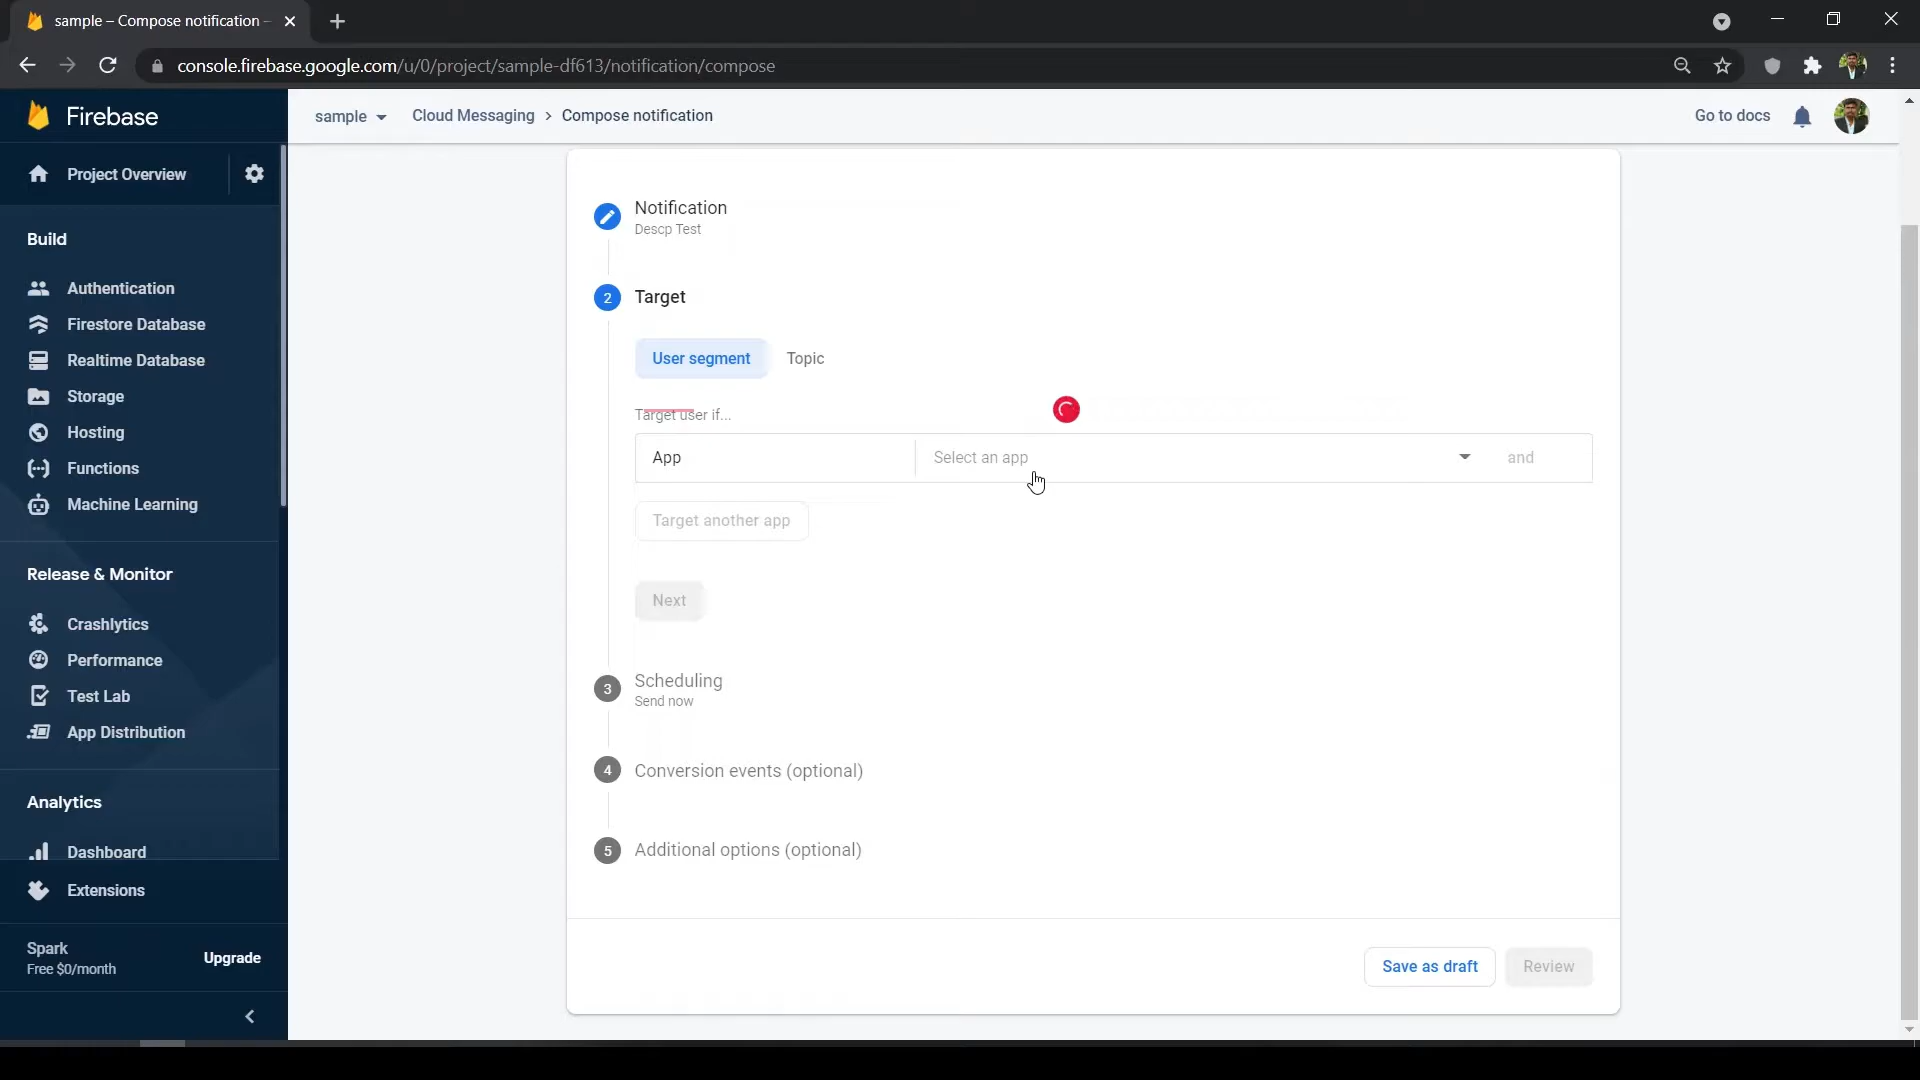 sample – Compose notification –
console.firebase.google.com/u/0/project/sample-df613/notification/compose
Firebase
sample
Cloud Messaging > Compose notification
Go to docs
Project Overview
Build
Authentication
Firestore Database
Realtime Database
Storage
Hosting
Functions
Machine Learning
Release & Monitor
Crashlytics
Performance
Test Lab
App Distribution
Analytics
Dashboard
Extensions
Spark
Free $0/month
Upgrade
Notification
Descp Test
2 Target
User segment
Topic
Target user if...
App
Select an app
and
Target another app
Next
3 Scheduling
Send now
4 Conversion events (optional)
5 Additional options (optional)
Save as draft
Review